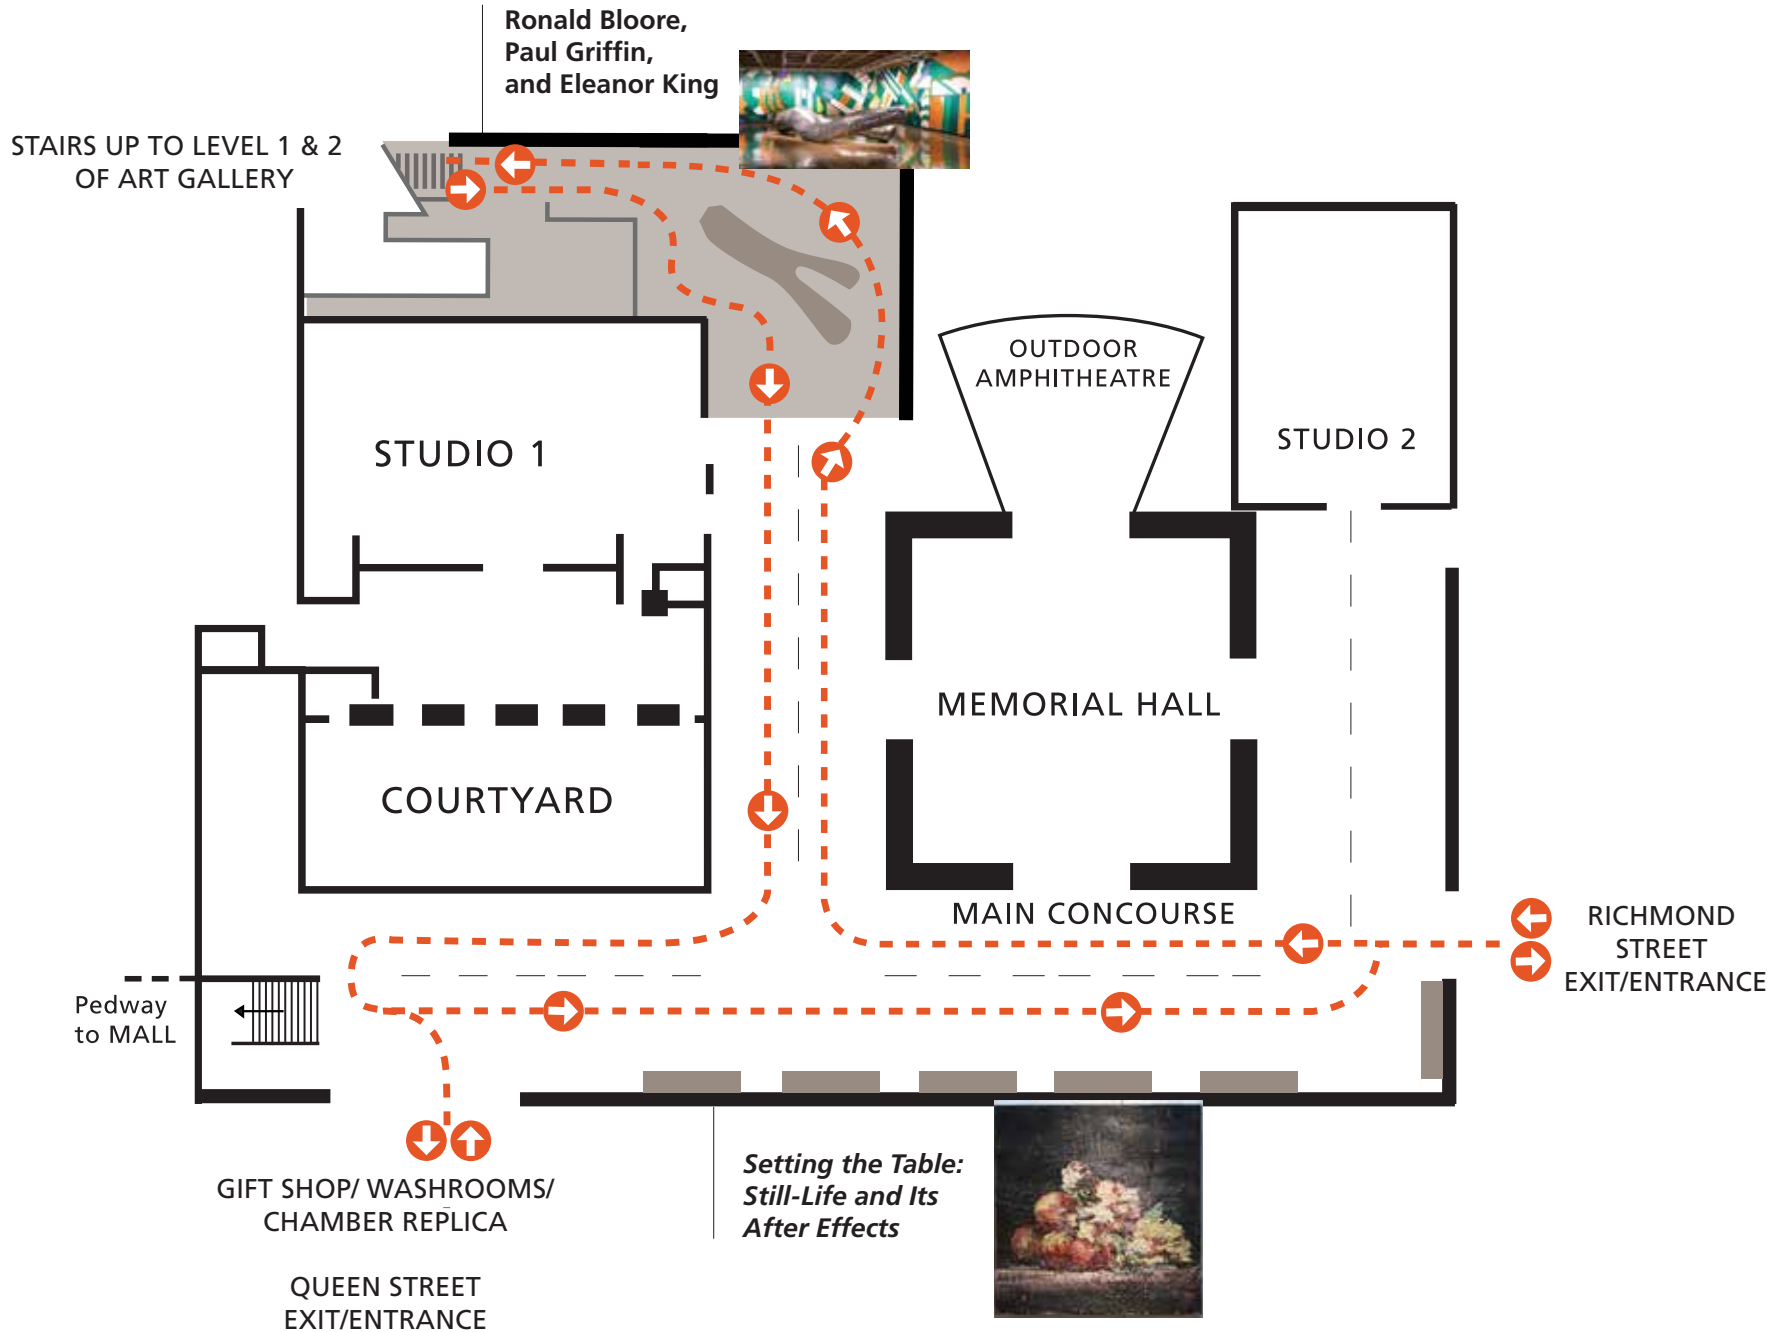 Ronald Bloore,
Paul Griffin,
and Eleanor King
STAIRS UP TO LEVEL 1 & 2
OF ART GALLERY
OUTDOOR
AMPHITHEATRE
STUDIO 1
STUDIO 2
MEMORIAL HALL
COURTYARD
MAIN CONCOURSE
RICHMOND
STREET
EXIT/ENTRANCE
Pedway
to MALL
Setting the Table:
Still-Life and Its
After Effects
GIFT SHOP/ WASHROOMS/
CHAMBER REPLICA
QUEEN STREET
EXIT/ENTRANCE